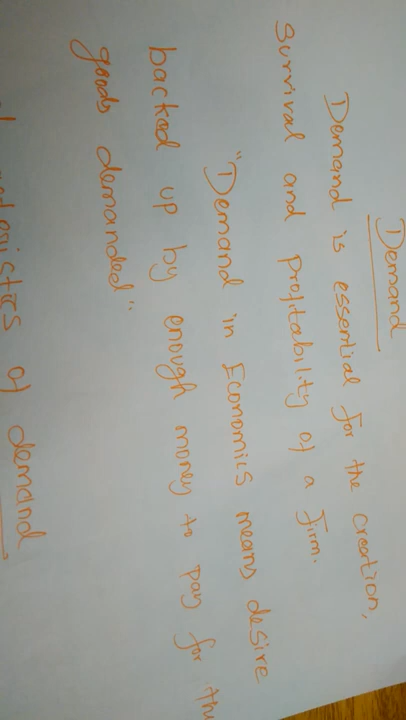 Demand
Demand is essential for the creation,
survival and profitability of a firm.
"Demand in Economics means desire
backed up by enough money to pay for the
goods demanded"
of demand